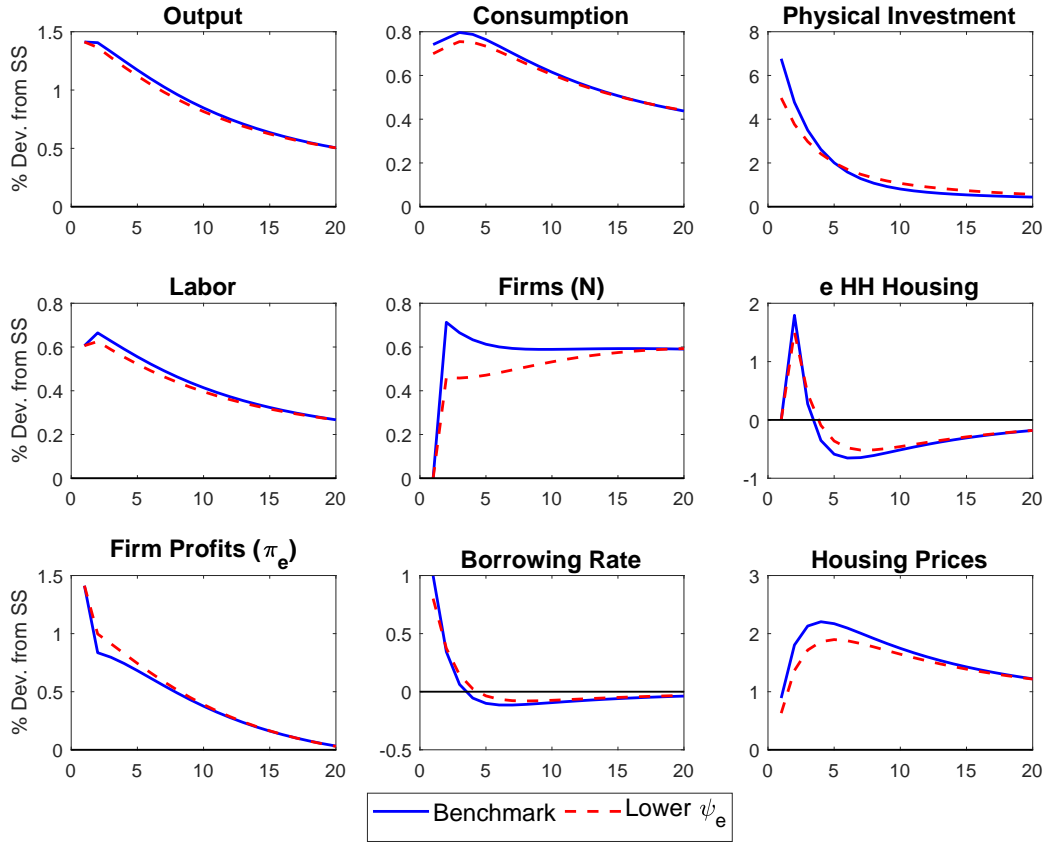 Output
Consumption
Physical Investment
% Dev. from SS
1.5
1
0.5
0
0 5 10 15 20
0.8
0.6
0.4
0.2
0
0 5 10 15 20
8
6
4
2
0
0 5 10 15 20
Labor
Firms (N)
e HH Housing
% Dev. from SS
0.8
0.6
0.4
0.2
0
0 5 10 15 20
0.8
0.6
0.4
0.2
0
0 5 10 15 20
2
1
0
-1
0 5 10 15 20
Firm Profits (π_e)
Borrowing Rate
Housing Prices
% Dev. from SS
1.5
1
0.5
0
0 5 10 15 20
1
0.5
0
-0.5
0 5 10 15 20
3
2
1
0
0 5 10 15 20
Benchmark
Lower ψ_e